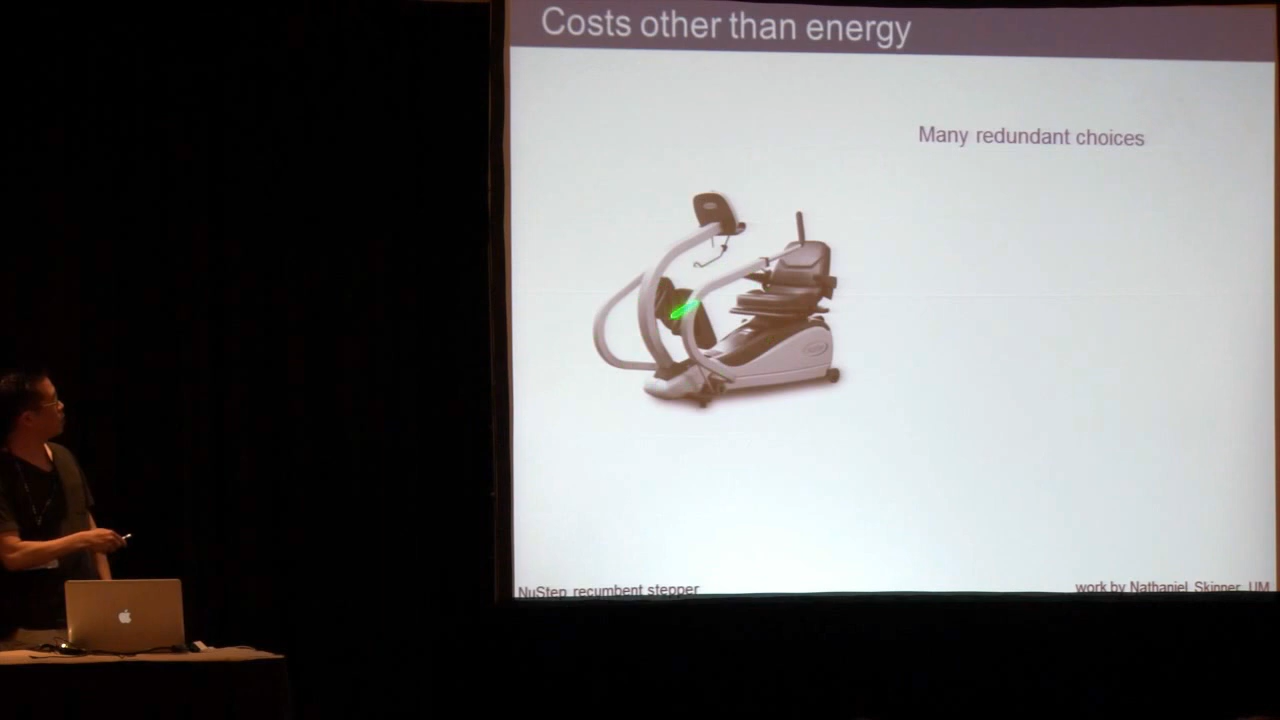 Costs other than energy
Many redundant choices
NuStep recumbent stepper
work by Nathaniel Skinner, UM